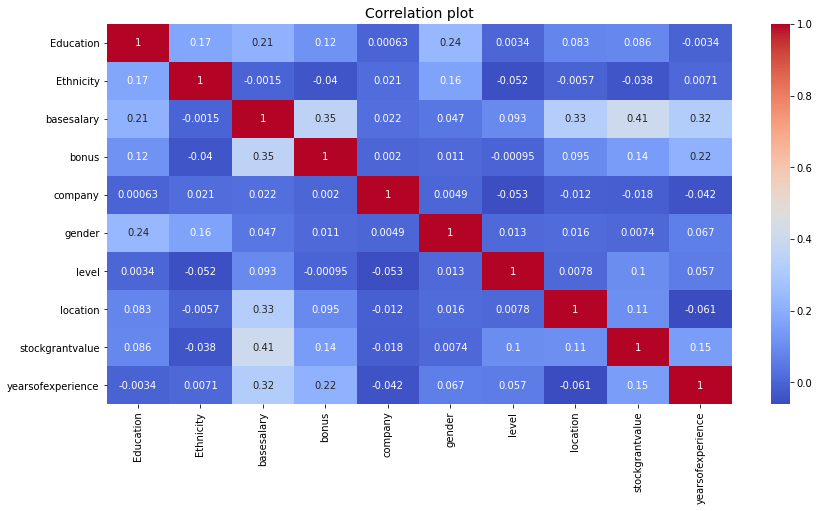 Correlation plot
Education 1 0.17 0.21 0.12 0.00063 0.24 0.0034 0.083 0.086 -0.0034
Ethnicity 0.17 1 -0.0015 -0.04 0.021 0.16 -0.052 -0.0057 -0.038 0.0071
basesalary 0.21 -0.0015 1 0.35 0.022 0.047 0.093 0.33 0.41 0.32
bonus 0.12 -0.04 0.35 1 0.002 0.011 -0.00095 0.095 0.14 0.22
company 0.00063 0.021 0.022 0.002 1 0.0049 -0.053 -0.012 -0.018 -0.042
gender 0.24 0.16 0.047 0.011 0.0049 1 0.013 0.016 0.0074 0.067
level 0.0034 -0.052 0.093 -0.00095 -0.053 0.013 1 0.0078 0.1 0.057
location 0.083 -0.0057 0.33 0.095 -0.012 0.016 0.0078 1 0.11 -0.061
stockgrantvalue 0.086 -0.038 0.41 0.14 -0.018 0.0074 0.1 0.11 1 0.15
yearsofexperience -0.0034 0.0071 0.32 0.22 -0.042 0.067 0.057 -0.061 0.15 1
Education
Ethnicity
basesalary
bonus
company
gender
level
location
stockgrantvalue
yearsofexperience
1.0
0.8
0.6
0.4
0.2
0.0